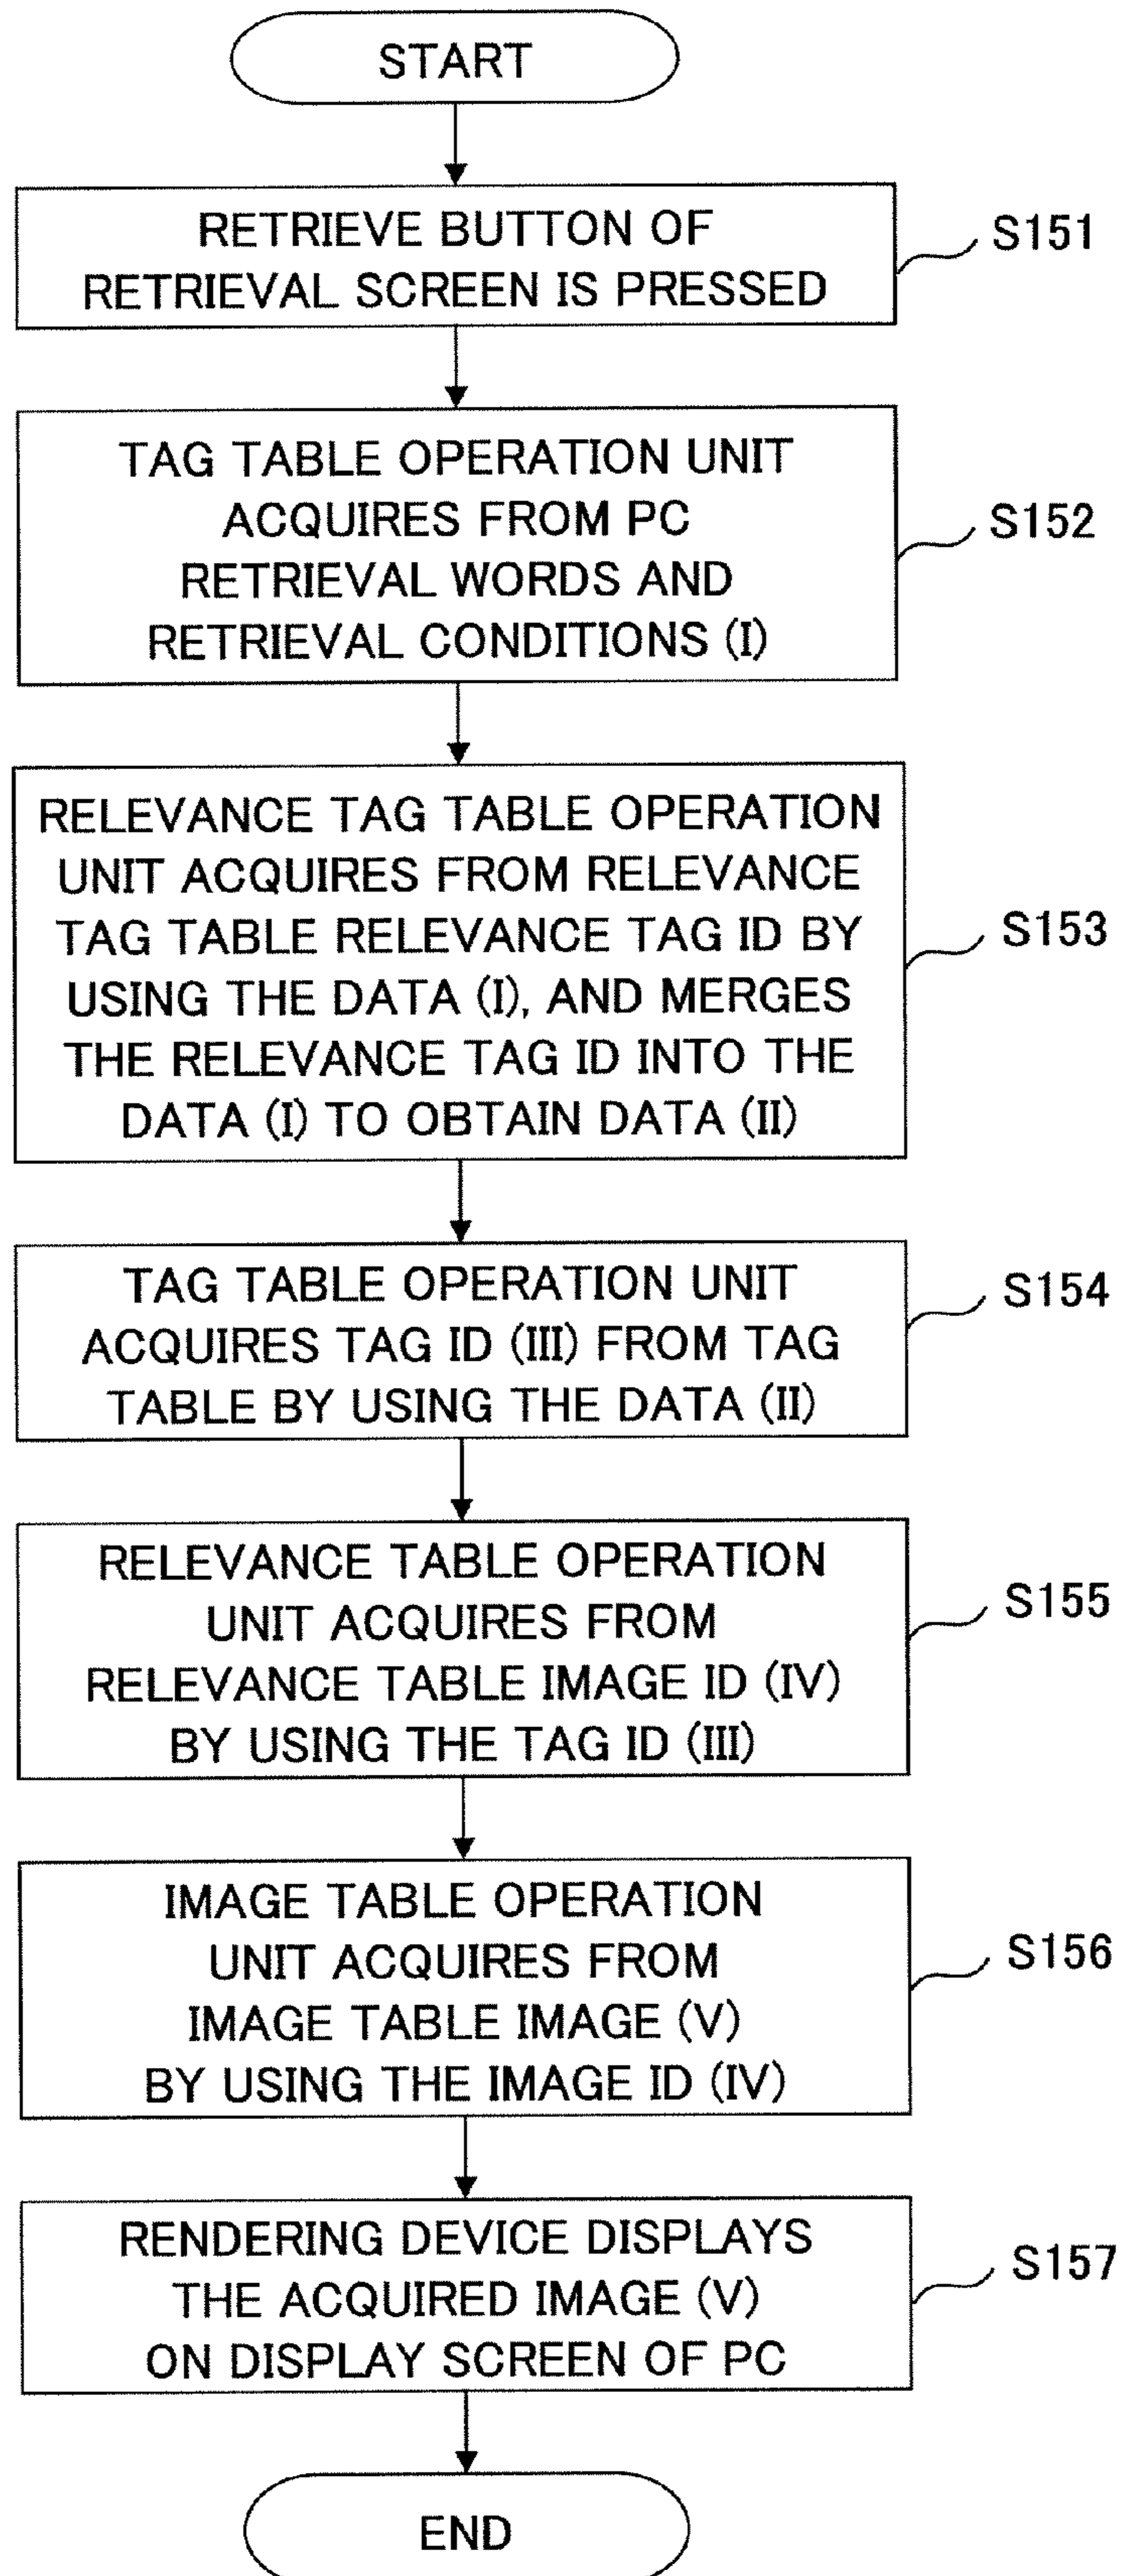 START
RETRIEVE BUTTON OF
RETRIEVAL SCREEN IS PRESSED
S151
TAG TABLE OPERATION UNIT
ACQUIRES FROM PC
RETRIEVAL WORDS AND
RETRIEVAL CONDITIONS (I)
S152
RELEVANCE TAG TABLE OPERATION
UNIT ACQUIRES FROM RELEVANCE
TAG TABLE RELEVANCE TAG ID BY
USING THE DATA (I), AND MERGES
THE RELEVANCE TAG ID INTO THE
DATA (I) TO OBTAIN DATA (II)
S153
TAG TABLE OPERATION UNIT
ACQUIRES TAG ID (III) FROM TAG
TABLE BY USING THE DATA (II)
S154
RELEVANCE TABLE OPERATION
UNIT ACQUIRES FROM
RELEVANCE TABLE IMAGE ID (IV)
BY USING THE TAG ID (III)
S155
IMAGE TABLE OPERATION
UNIT ACQUIRES FROM
IMAGE TABLE IMAGE (V)
BY USING THE IMAGE ID (IV)
S156
RENDERING DEVICE DISPLAYS
THE ACQUIRED IMAGE (V)
ON DISPLAY SCREEN OF PC
S157
END